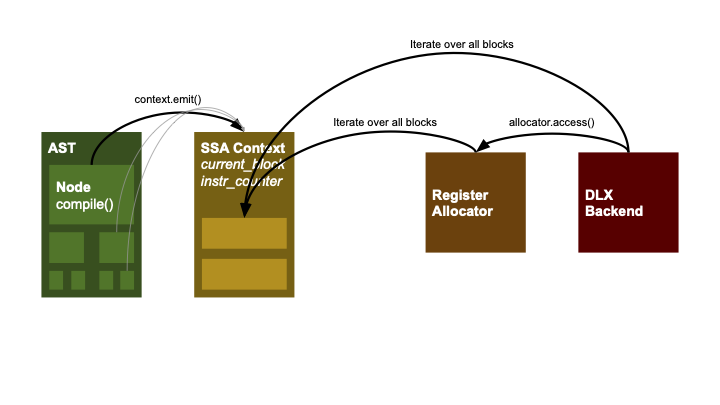 Iterate over all blocks
context.emit()
Iterate over all blocks
allocator.access()
AST
Node
compile()
SSA Context
current_block
instr_counter
Register
Allocator
DLX
Backend